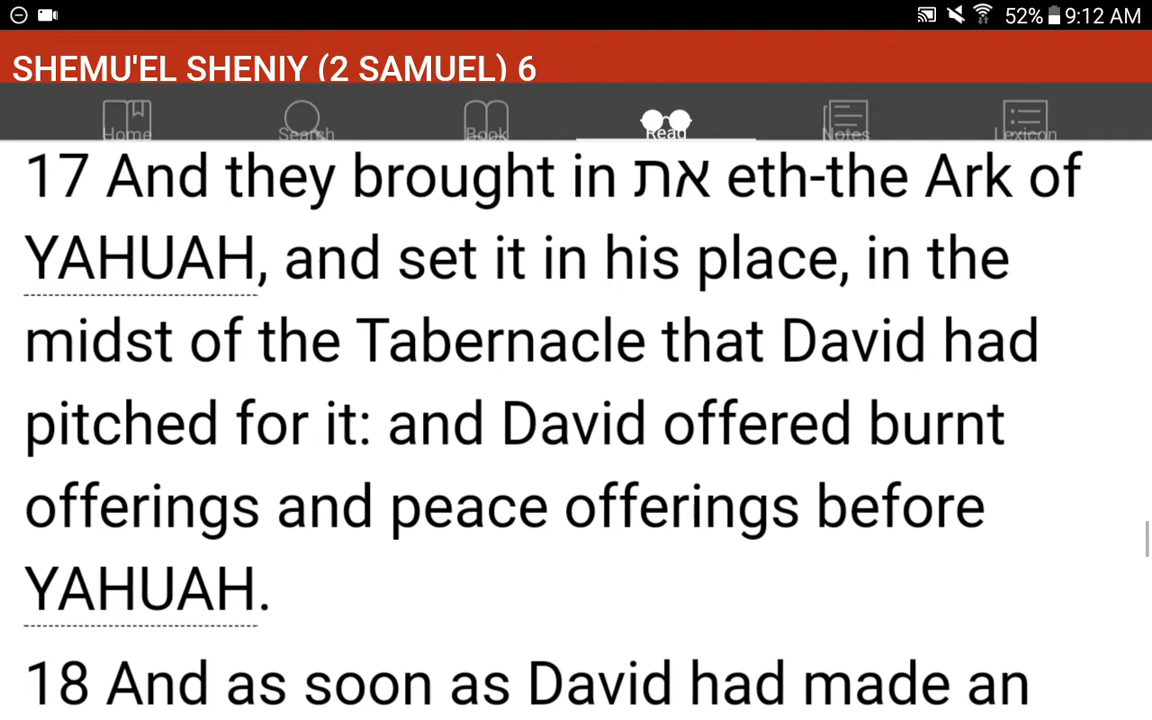 52% 9:12 AM
SHEMU'EL SHENIY (2 SAMUEL) 6
Home Search Book Read Notes Lexicon
17 And they brought in את eth-the Ark of
YAHUAH, and set it in his place, in the
midst of the Tabernacle that David had
pitched for it: and David offered burnt
offerings and peace offerings before
YAHUAH.
18 And as soon as David had made an